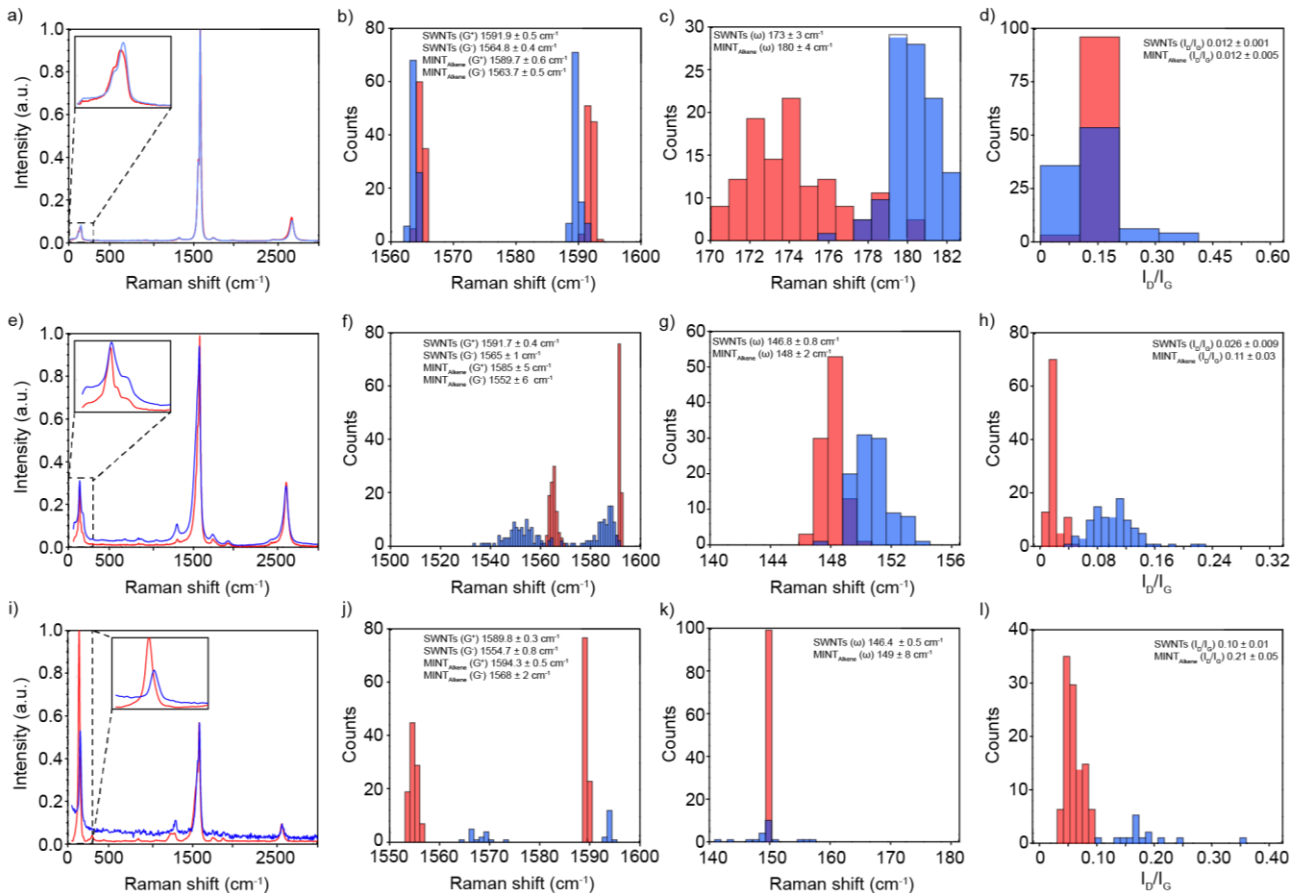 a)
Intensity (a.u.)
1.0
0.8
0.6
0.4
0.2
0.0
0
500
1500
2500
Raman shift (cm⁻¹)
b)
SWNTs (G⁺) 1591.9 ± 0.5 cm⁻¹
SWNTs (G⁻) 1564.8 ± 0.4 cm⁻¹
MINT_Alkene (G⁺) 1589.7 ± 0.6 cm⁻¹
MINT_Alkene (G⁻) 1563.7 ± 0.5 cm⁻¹
Counts
80
60
40
20
0
1560
1570
1580
1590
1600
Raman shift (cm⁻¹)
c)
SWNTs (ω) 173 ± 3 cm⁻¹
MINT_Alkene (ω) 180 ± 4 cm⁻¹
Counts
30
25
20
15
10
5
0
170
172
174
176
178
180
182
Raman shift (cm⁻¹)
d)
SWNTs (I_D/I_G) 0.012 ± 0.001
MINT_Alkene (I_D/I_G) 0.012 ± 0.005
Counts
100
75
50
25
0
0
0.15
0.45
0.60
I_D/I_G
e)
Intensity (a.u.)
1.0
0.8
0.6
0.4
0.2
0.0
0
500
1500
2500
Raman shift (cm⁻¹)
f)
SWNTs (G⁺) 1591.7 ± 0.4 cm⁻¹
SWNTs (G⁻) 1565 ± 1 cm⁻¹
MINT_Alkene (G⁺) 1585 ± 5 cm⁻¹
MINT_Alkene (G⁻) 1552 ± 6 cm⁻¹
Counts
80
60
40
20
0
1500
1520
1540
1560
1580
1600
Raman shift (cm⁻¹)
g)
SWNTs (ω) 146.8 ± 0.8 cm⁻¹
MINT_Alkene (ω) 148 ± 2 cm⁻¹
Counts
60
50
40
30
20
10
0
140
144
148
152
156
Raman shift (cm⁻¹)
h)
SWNTs (I_D/I_G) 0.026 ± 0.009
MINT_Alkene (I_D/I_G) 0.11 ± 0.03
Counts
80
60
40
20
0
0
0.08
0.16
0.24
0.32
I_D/I_G
i)
Intensity (a.u.)
1.0
0.8
0.6
0.4
0.2
0.0
0
1000
1500
2500
Raman shift (cm⁻¹)
j)
SWNTs (G⁺) 1589.8 ± 0.3 cm⁻¹
SWNTs (G⁻) 1554.7 ± 0.8 cm⁻¹
MINT_Alkene (G⁺) 1594.3 ± 0.5 cm⁻¹
MINT_Alkene (G⁻) 1568 ± 2 cm⁻¹
Counts
80
60
40
20
0
1550
1570
1580
1590
1600
Raman shift (cm⁻¹)
k)
SWNTs (ω) 146.4 ± 0.5 cm⁻¹
MINT_Alkene (ω) 149 ± 8 cm⁻¹
Counts
100
80
60
40
20
0
140
150
160
170
180
Raman shift (cm⁻¹)
l)
SWNTs (I_D/I_G) 0.10 ± 0.01
MINT_Alkene (I_D/I_G) 0.21 ± 0.05
Counts
40
30
20
10
0
0
0.10
0.20
0.30
0.40
I_D/I_G